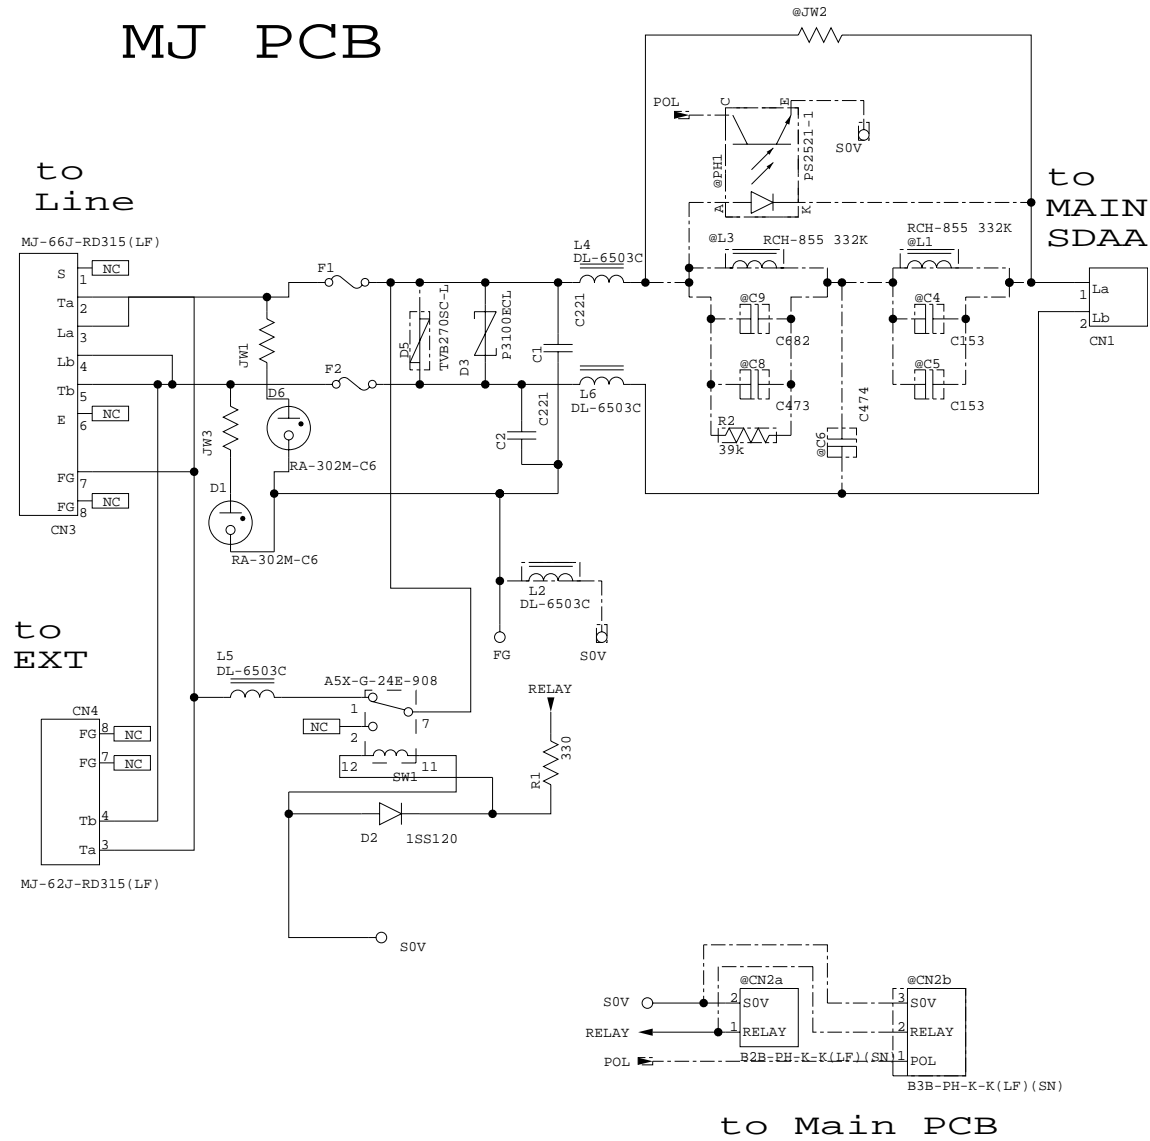 MJ PCB
@JW2
POL
C
E
PS2521-1
@PH1
S0V
A
K
to
Line
to
MAIN
SDAA
MJ-66J-RD315(LF)
S
1
NC
Ta
2
La
3
Lb
4
Tb
5
E
6
NC
FG
7
FG
8
NC
CN3
F1
F2
JW1
JW3
D6
RA-302M-C6
D1
RA-302M-C6
D5
TVB270SC-L
D3
P3100ECL
C1
C221
C2
C221
L4
DL-6503C
L6
DL-6503C
@L3
RCH-855 332K
@C9
C682
@C8
C473
R2
39k
@C6
C474
RCH-855 332K
@L1
@C4
C153
@C5
C153
La
1
Lb
2
CN1
L2
DL-6503C
FG
S0V
to
EXT
L5
DL-6503C
A5X-G-24E-908
1
7
NC
2
12
11
SW1
RELAY
R1
330
D2
1SS120
S0V
CN4
FG
8
NC
FG
7
NC
Tb
4
Ta
3
MJ-62J-RD315(LF)
@CN2a
S0V
2
S0V
RELAY
1
RELAY
POL
B2B-PH-K-K(LF)(SN)
@CN2b
3
S0V
2
RELAY
1
POL
B3B-PH-K-K(LF)(SN)
to Main PCB